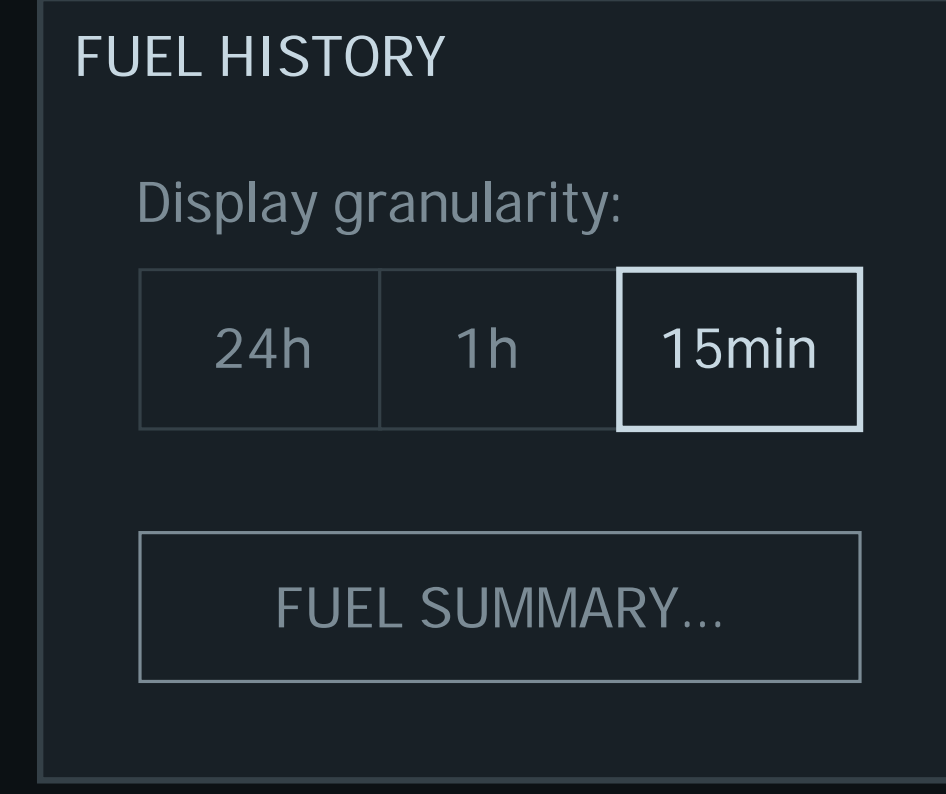 FUEL HISTORY
Display granularity:
24h 1h 15min
FUEL SUMMARY...